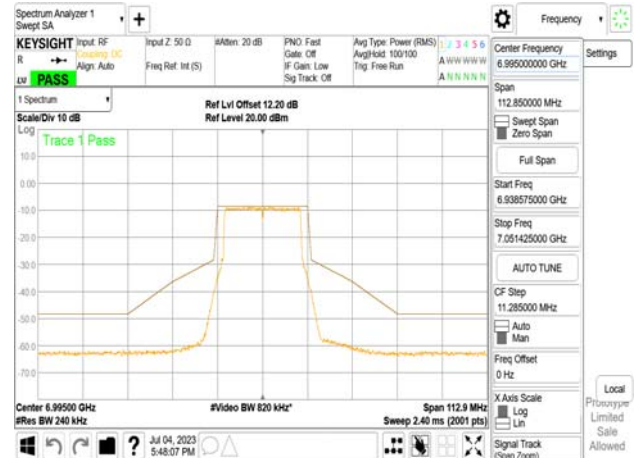 Spectrum Analyzer 1
Swept SA
Frequency
KEYSIGHT
R
LV
PASS
Input: RF
Coupling: DC
Align: Auto
Input Z: 50 Ω
Freq Ref: Int (S)
#Atten: 20 dB
PNO: Fast
Gate: Off
IF Gain: Low
Sig Track: Off
Avg Type: Power (RMS)
Avg|Hold: 100/100
Trig: Free Run
1 2 3 4 5 6
A W W W W W
A N N N N N
1 Spectrum
Scale/Div 10 dB
Ref Lvl Offset 12.20 dB
Ref Level 20.00 dBm
Log
Trace 1 Pass
10.0
0.00
-10.0
-20.0
-30.0
-40.0
-50.0
-60.0
-70.0
Center 6.99500 GHz
#Res BW 240 kHz
#Video BW 820 kHz*
Span 112.9 MHz
Sweep 2.40 ms (2001 pts)
Jul 04, 2023
5:48:07 PM
Center Frequency
6.995000000 GHz
Settings
Span
112.850000 MHz
Swept Span
Zero Span
Full Span
Start Freq
6.938575000 GHz
Stop Freq
7.051425000 GHz
AUTO TUNE
CF Step
11.285000 MHz
Auto
Man
Freq Offset
0 Hz
X Axis Scale
Log
Lin
Signal Track
(Span Zoom)
Local
Prototype
Limited
Sale
Allowed